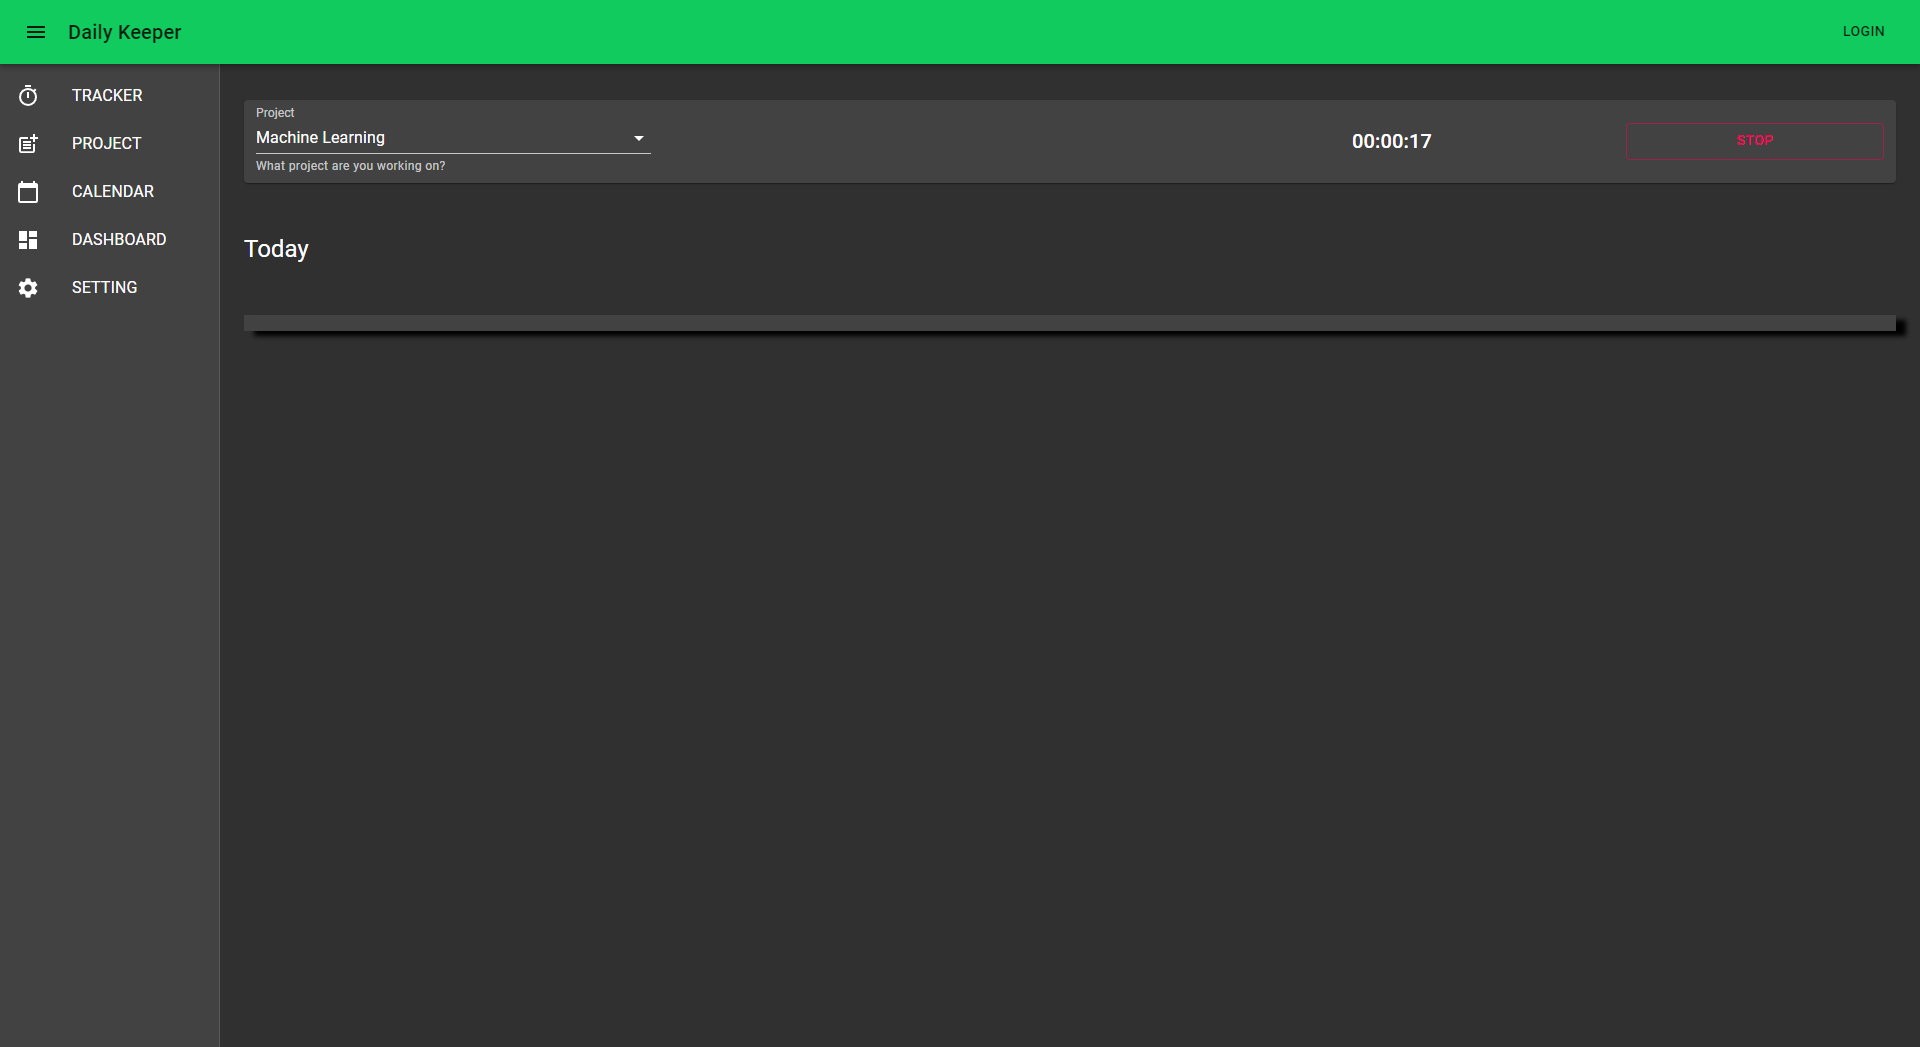 Daily Keeper
LOGIN
TRACKER
PROJECT
CALENDAR
DASHBOARD
SETTING
Project
Machine Learning
What project are you working on?
00:00:17
STOP
Today